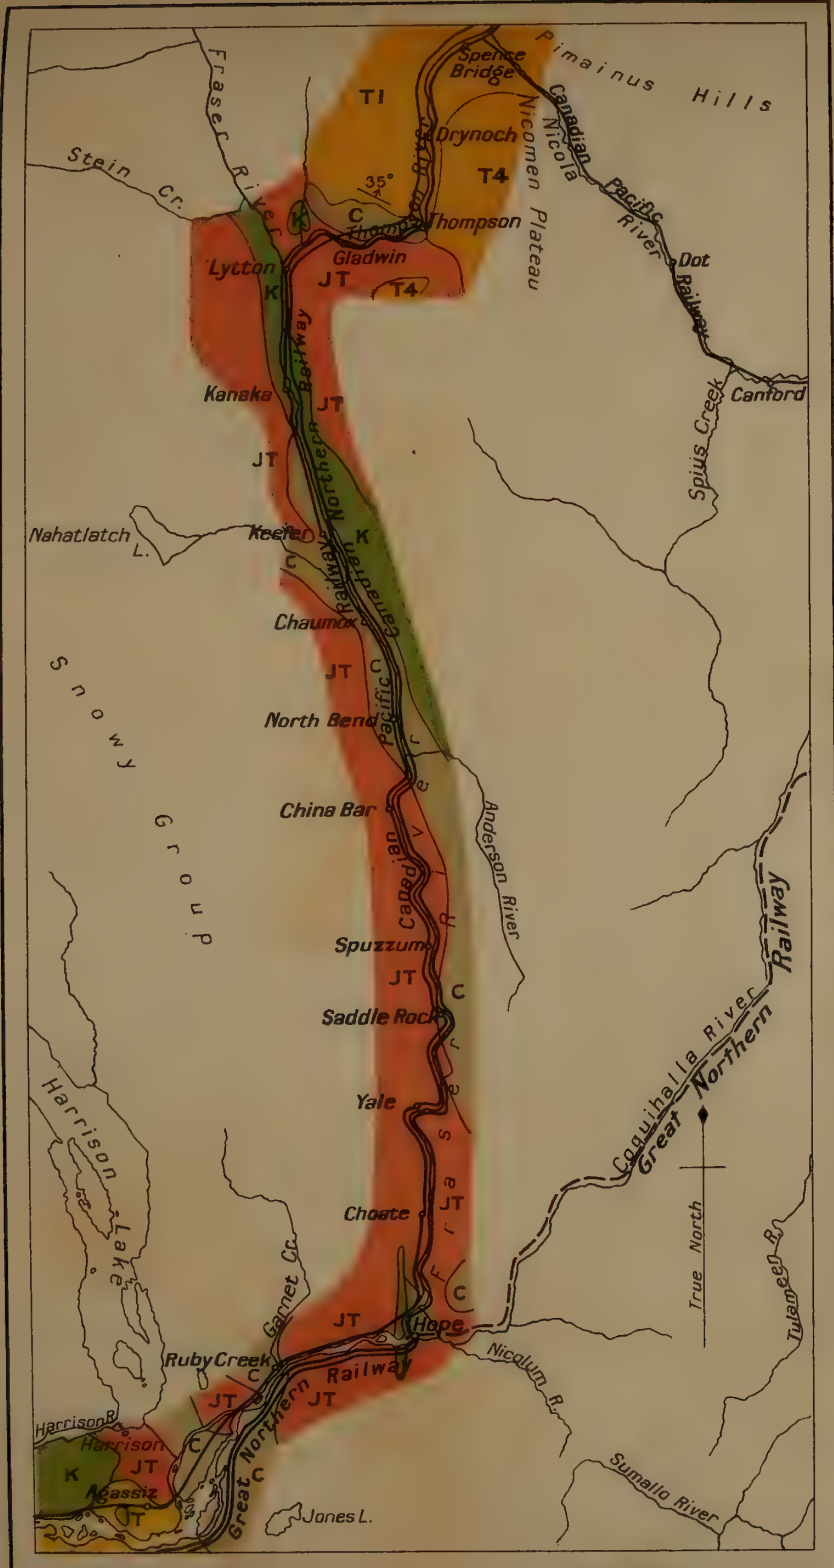 Pimainus Hills
Spence
Bridge
Fraser River
T1
Canadian Pacific Railway
Nicola River
Nicomen Plateau
Drynoch
T4
Stein Cr.
35°
K
C
Thompson River
Thompson
Gladwin
Lytton
JT
K
T4
Dot
Kanaka
JT
Canford
Spius Creek
JT
Canadian Northern Railway
Nahatlatch
L.
Keefer
K
C
Chaumox
Snowy Group
JT
C
North Bend
Canadian Pacific Railway
China Bar
Anderson River
Fraser River
Spuzzum
JT
C
Saddle Rock
Great Northern Railway
Coquihalla River
Yale
Harrison Lake
Choate
JT
True North
Tulameen R.
Garnet Cr.
C
JT
Hope
Ruby Creek
Nicolum R.
C
JT
JT
Great Northern Railway
Harrison R.
Harrison
C
K
JT
Agassiz
T
C
Sumallo River
Jones L.